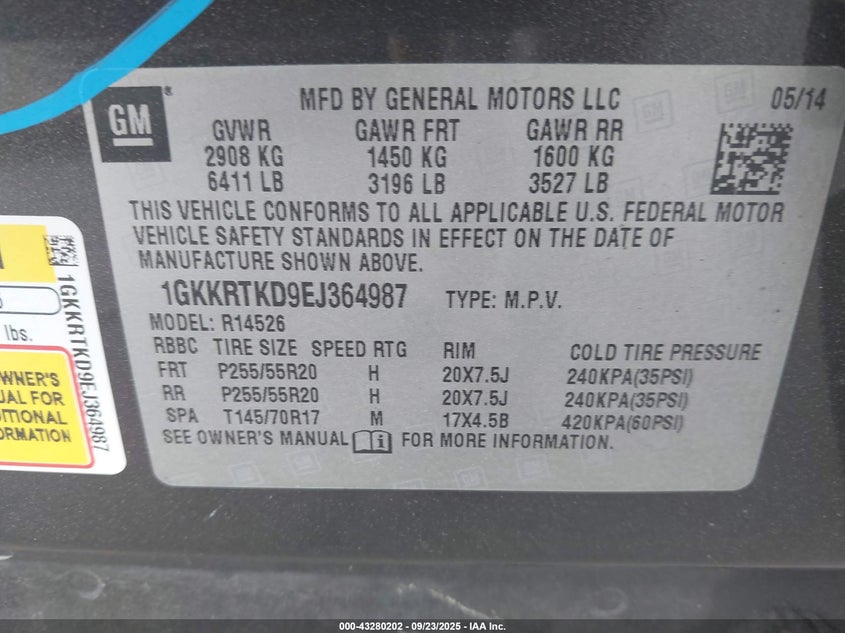 GM®
MFD BY GENERAL MOTORS LLC 05/14
GVWR GAWR FRT GAWR RR
2908 KG 1450 KG 1600 KG
6411 LB 3196 LB 3527 LB
THIS VEHICLE CONFORMS TO ALL APPLICABLE U.S. FEDERAL MOTOR
VEHICLE SAFETY STANDARDS IN EFFECT ON THE DATE OF
MANUFACTURE SHOWN ABOVE.
1GKKRTKD9EJ364987 TYPE: M.P.V.
MODEL: R14526
RBBC TIRE SIZE SPEED RTG RIM COLD TIRE PRESSURE
FRT P255/55R20 H 20X7.5J 240KPA(35PSI)
RR P255/55R20 H 20X7.5J 240KPA(35PSI)
SPA T145/70R17 M 17X4.5B 420KPA(60PSI)
SEE OWNER'S MANUAL FOR MORE INFORMATION.
1GKKRTKD9EJ364987
lbs.
OWNER'S
FOR
000-43280202 - 09/23/2025 - IAA Inc.